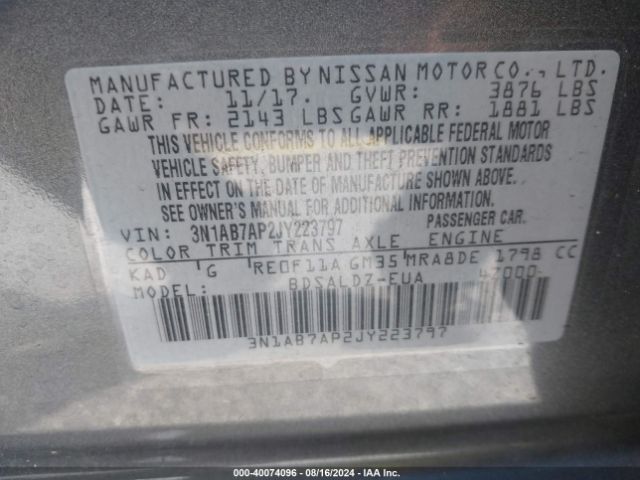 MANUFACTURED BY NISSAN MOTOR CO., LTD.
DATE: 11/17. GVWR: 3876 LBS
GAWR FR: 2143 LBS GAWR RR: 1881 LBS
THIS VEHICLE CONFORMS TO ALL APPLICABLE FEDERAL MOTOR
VEHICLE SAFETY, BUMPER AND THEFT PREVENTION STANDARDS
IN EFFECT ON THE DATE OF MANUFACTURE SHOWN ABOVE.
SEE OWNER'S MANUAL FOR ADDITIONAL INFORMATION.
VIN: 3N1AB7AP2JY223797 PASSENGER CAR.
COLOR TRIM TRANS AXLE ENGINE
KAD G RE0F11A GM35 MRA8DE 1798 CC
MODEL: BDSALDZ-EUA 47000-
3N1AB7AP2JY223797
000-40074096 - 08/16/2024 - IAA Inc.